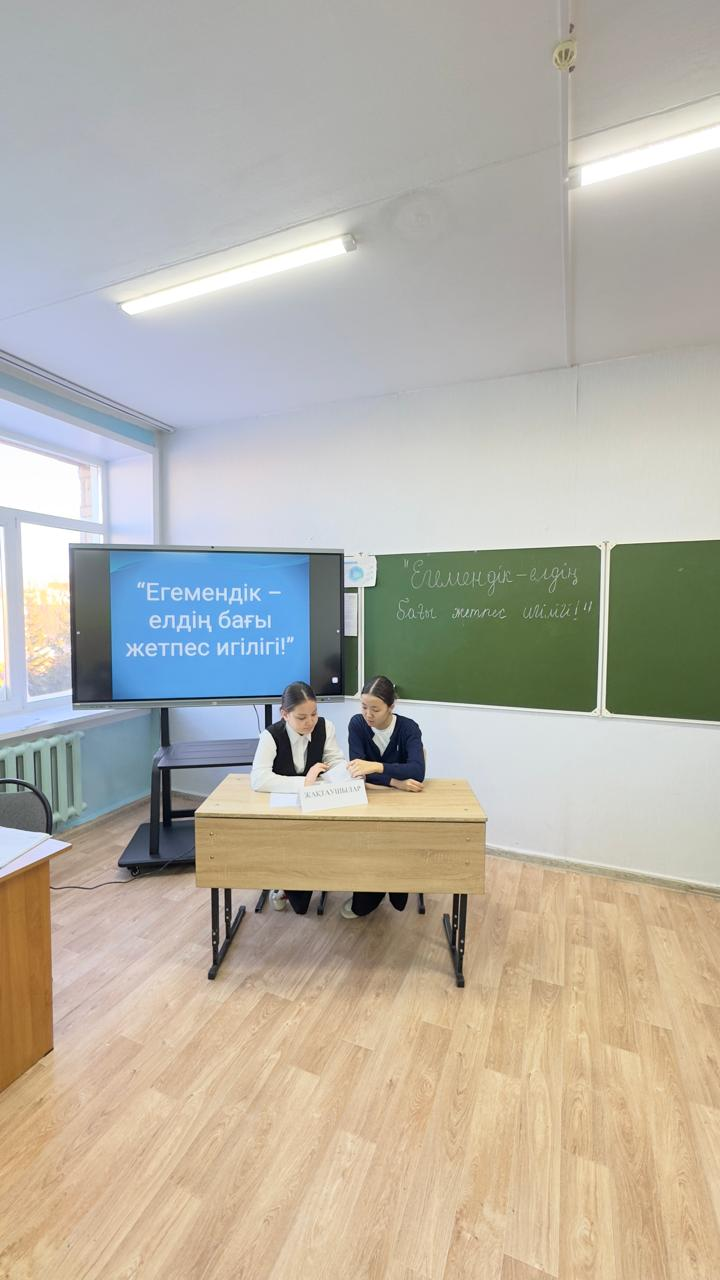 “Егемендік –
елдің бағы
жетпес игілігі!”
"Егемендік – елдің
бағы жетпес игілігі!"
ЖАҚТАУШЫЛАР